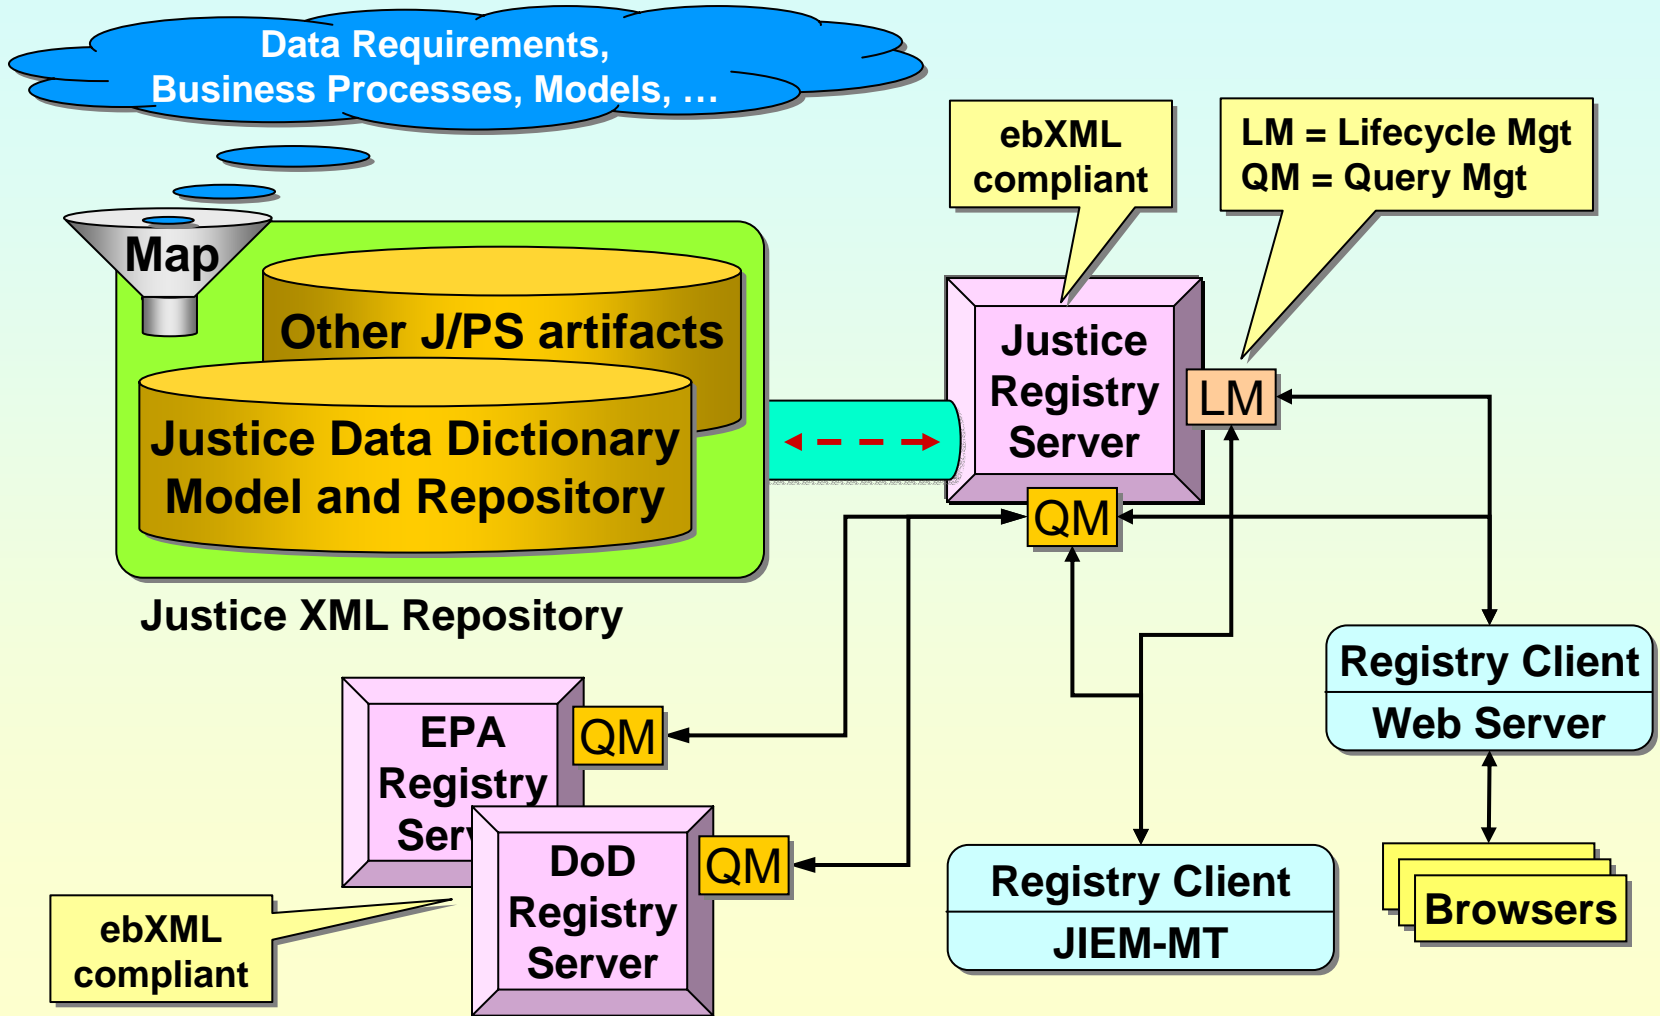 Data Requirements,
Business Processes, Models, …
ebXML
compliant
LM = Lifecycle Mgt
QM = Query Mgt
Map
Other J/PS artifacts
Justice Data Dictionary
Model and Repository
Justice
Registry
Server
LM
QM
Justice XML Repository
Registry Client
Web Server
EPA
Registry
Serv
QM
DoD
Registry
Server
QM
Registry Client
JIEM-MT
Browsers
ebXML
compliant